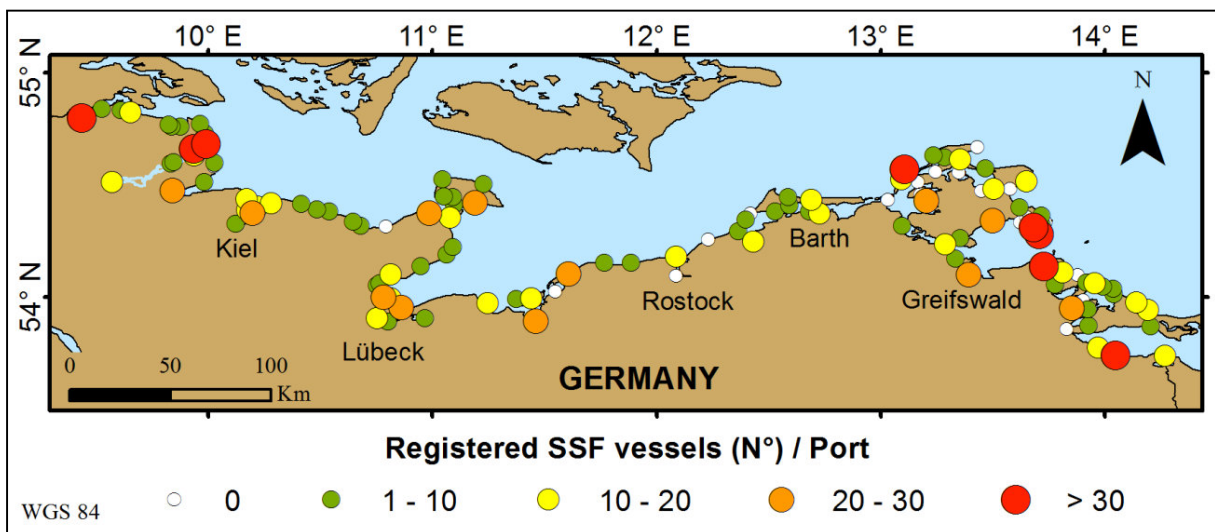 10° E 11° E 12° E 13° E 14° E
55° N
54° N
N
Kiel
Lübeck
Rostock
Barth
Greifswald
GERMANY
0 50 100
Km
Registered SSF vessels (N°) / Port
WGS 84 0 1 - 10 10 - 20 20 - 30 > 30